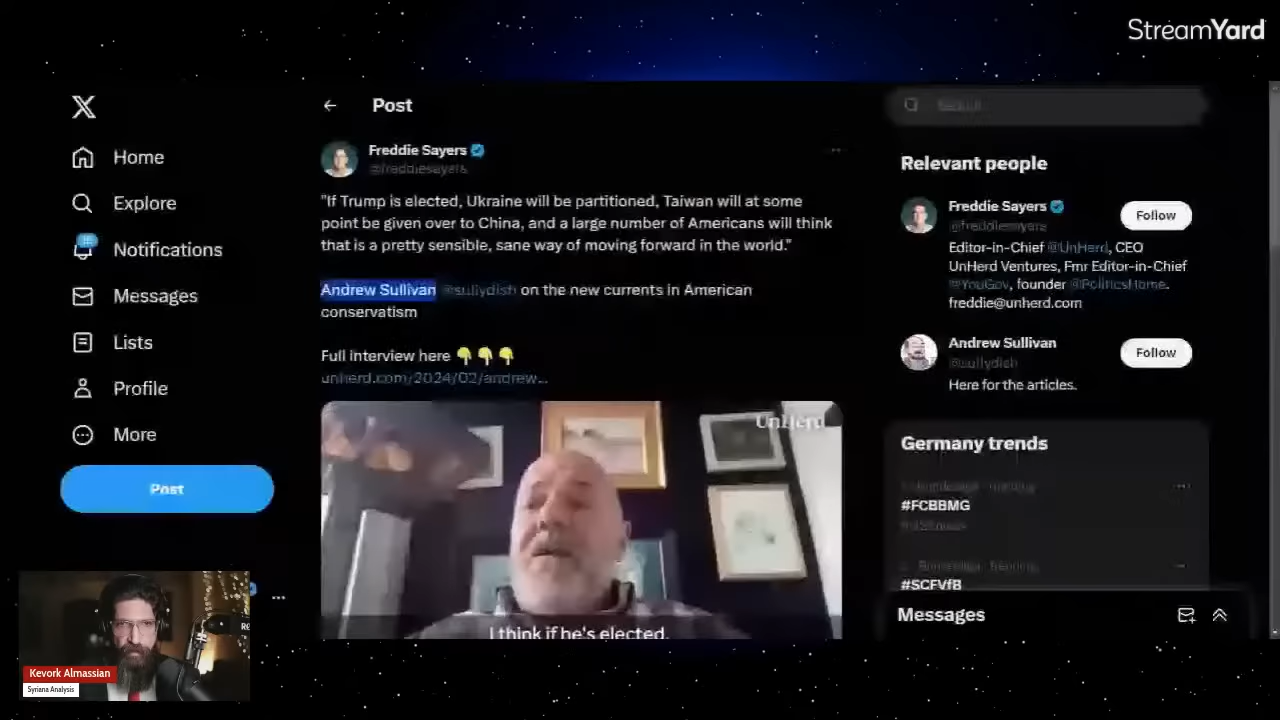 StreamYard
X
Home
Explore
Notifications
Messages
Lists
Profile
More
Post
Post
Freddie Sayers
@freddiesayers
"If Trump is elected, Ukraine will be partitioned, Taiwan will at some
point be given over to China, and a large number of Americans will think
that is a pretty sensible, sane way of moving forward in the world."
Andrew Sullivan @sullydish on the new currents in American
conservatism
Full interview here 👇👇👇
unherd.com/2024/02/andrew...
UnHerd
I think if he's elected,
Search
Relevant people
Freddie Sayers
@freddiesayers
Follow
Editor-in-Chief @UnHerd, CEO
UnHerd Ventures, Fmr Editor-in-Chief
@YouGov, founder @PoliticsHome.
freddie@unherd.com
Andrew Sullivan
@sullydish
Follow
Here for the articles.
Germany trends
#FCBBMG
#SCFVfB
Messages
Kevork Almassian
Syriana Analysis